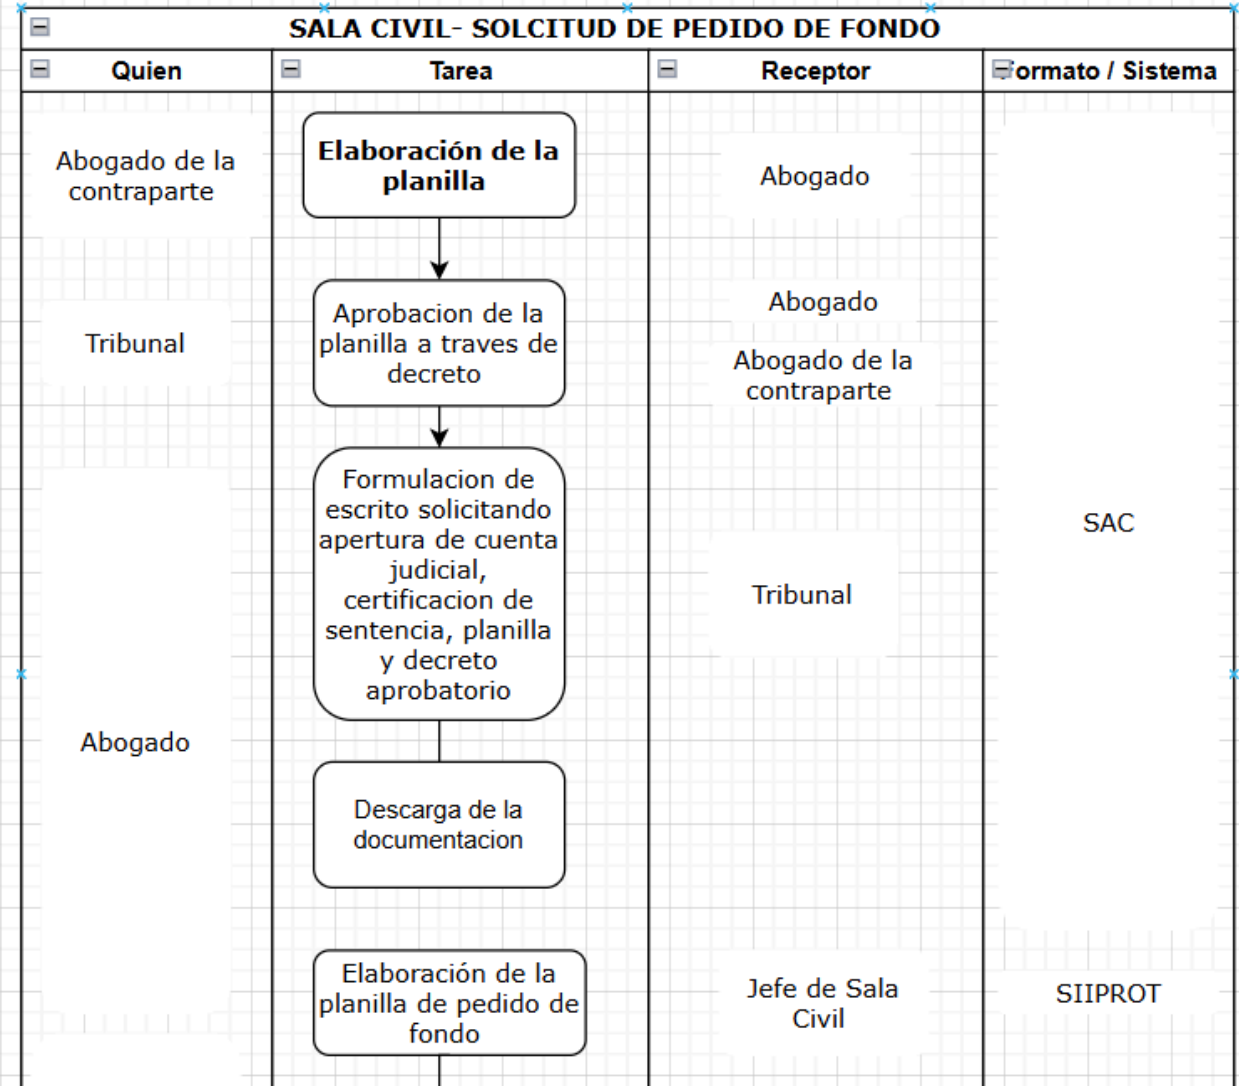 SALA CIVIL- SOLCITUD DE PEDIDO DE FONDO
Quien
Tarea
Receptor
Formato / Sistema
Abogado de la
contraparte
Elaboración de la
planilla
Abogado
Tribunal
Aprobacion de la
planilla a traves de
decreto
Abogado
Abogado de la
contraparte
SAC
Abogado
Formulacion de
escrito solicitando
apertura de cuenta
judicial,
certificacion de
sentencia, planilla
y decreto
aprobatorio
Tribunal
Descarga de la
documentacion
Elaboración de la
planilla de pedido de
fondo
Jefe de Sala
Civil
SIIPROT